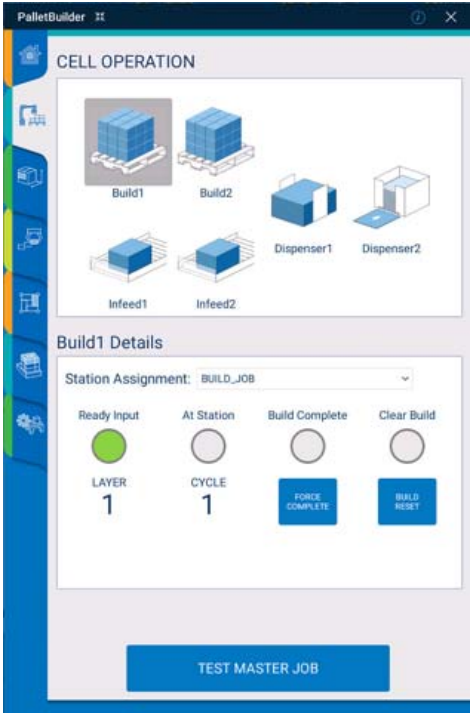 PalletBuilder
CELL OPERATION
Build1 Build2
Dispenser1 Dispenser2
Infeed1 Infeed2
Build1 Details
Station Assignment: BUILD_JOB
Ready Input At Station Build Complete Clear Build
LAYER CYCLE
1 1
FORCE
COMPLETE
BUILD
RESET
TEST MASTER JOB